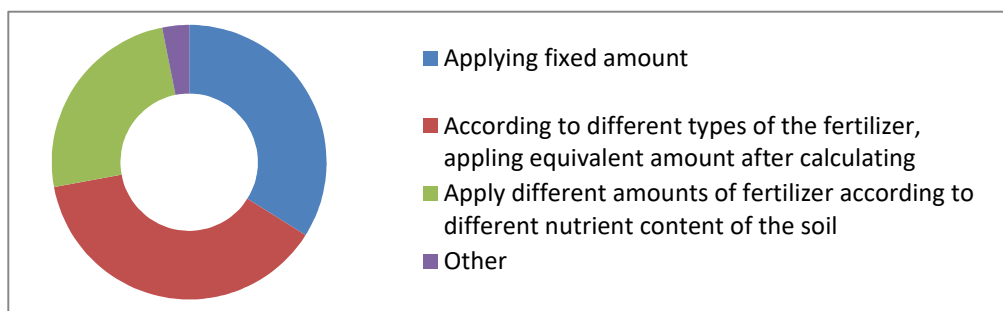 Applying fixed amount
According to different types of the fertilizer,
appling equivalent amount after calculating
Apply different amounts of fertilizer according to
different nutrient content of the soil
Other